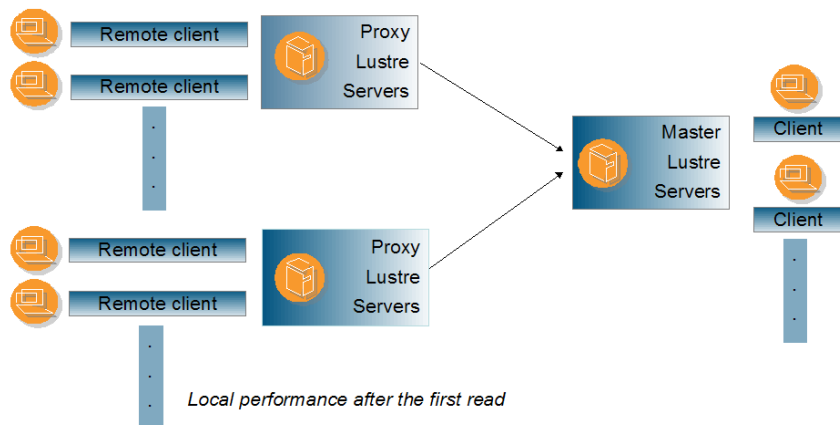 Remote client
Remote client
.
.
.
Proxy
Lustre
Servers
Remote client
Remote client
.
.
.
Proxy
Lustre
Servers
Master
Lustre
Servers
Client
Client
.
.
.
Local performance after the first read